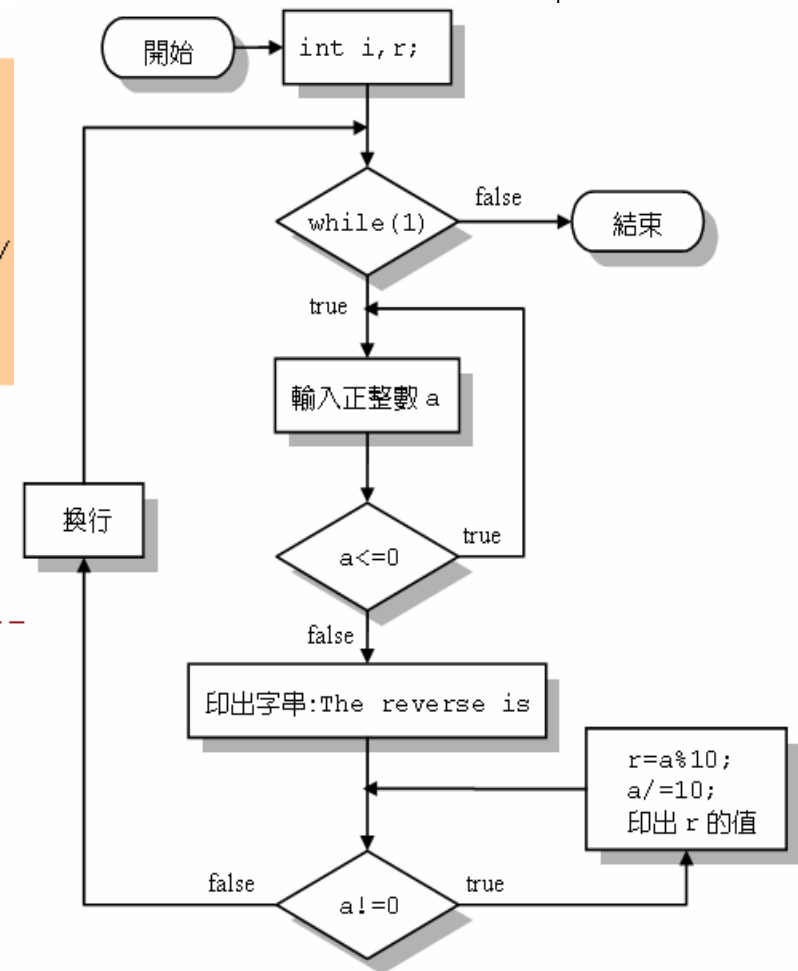 開始
int i,r;
while(1)
false
結束
true
輸入正整數 a
a<=0
true
false
印出字串:The reverse is
a!=0
true
r=a%10;
a/=10;
印出 r 的值
false
換行
/